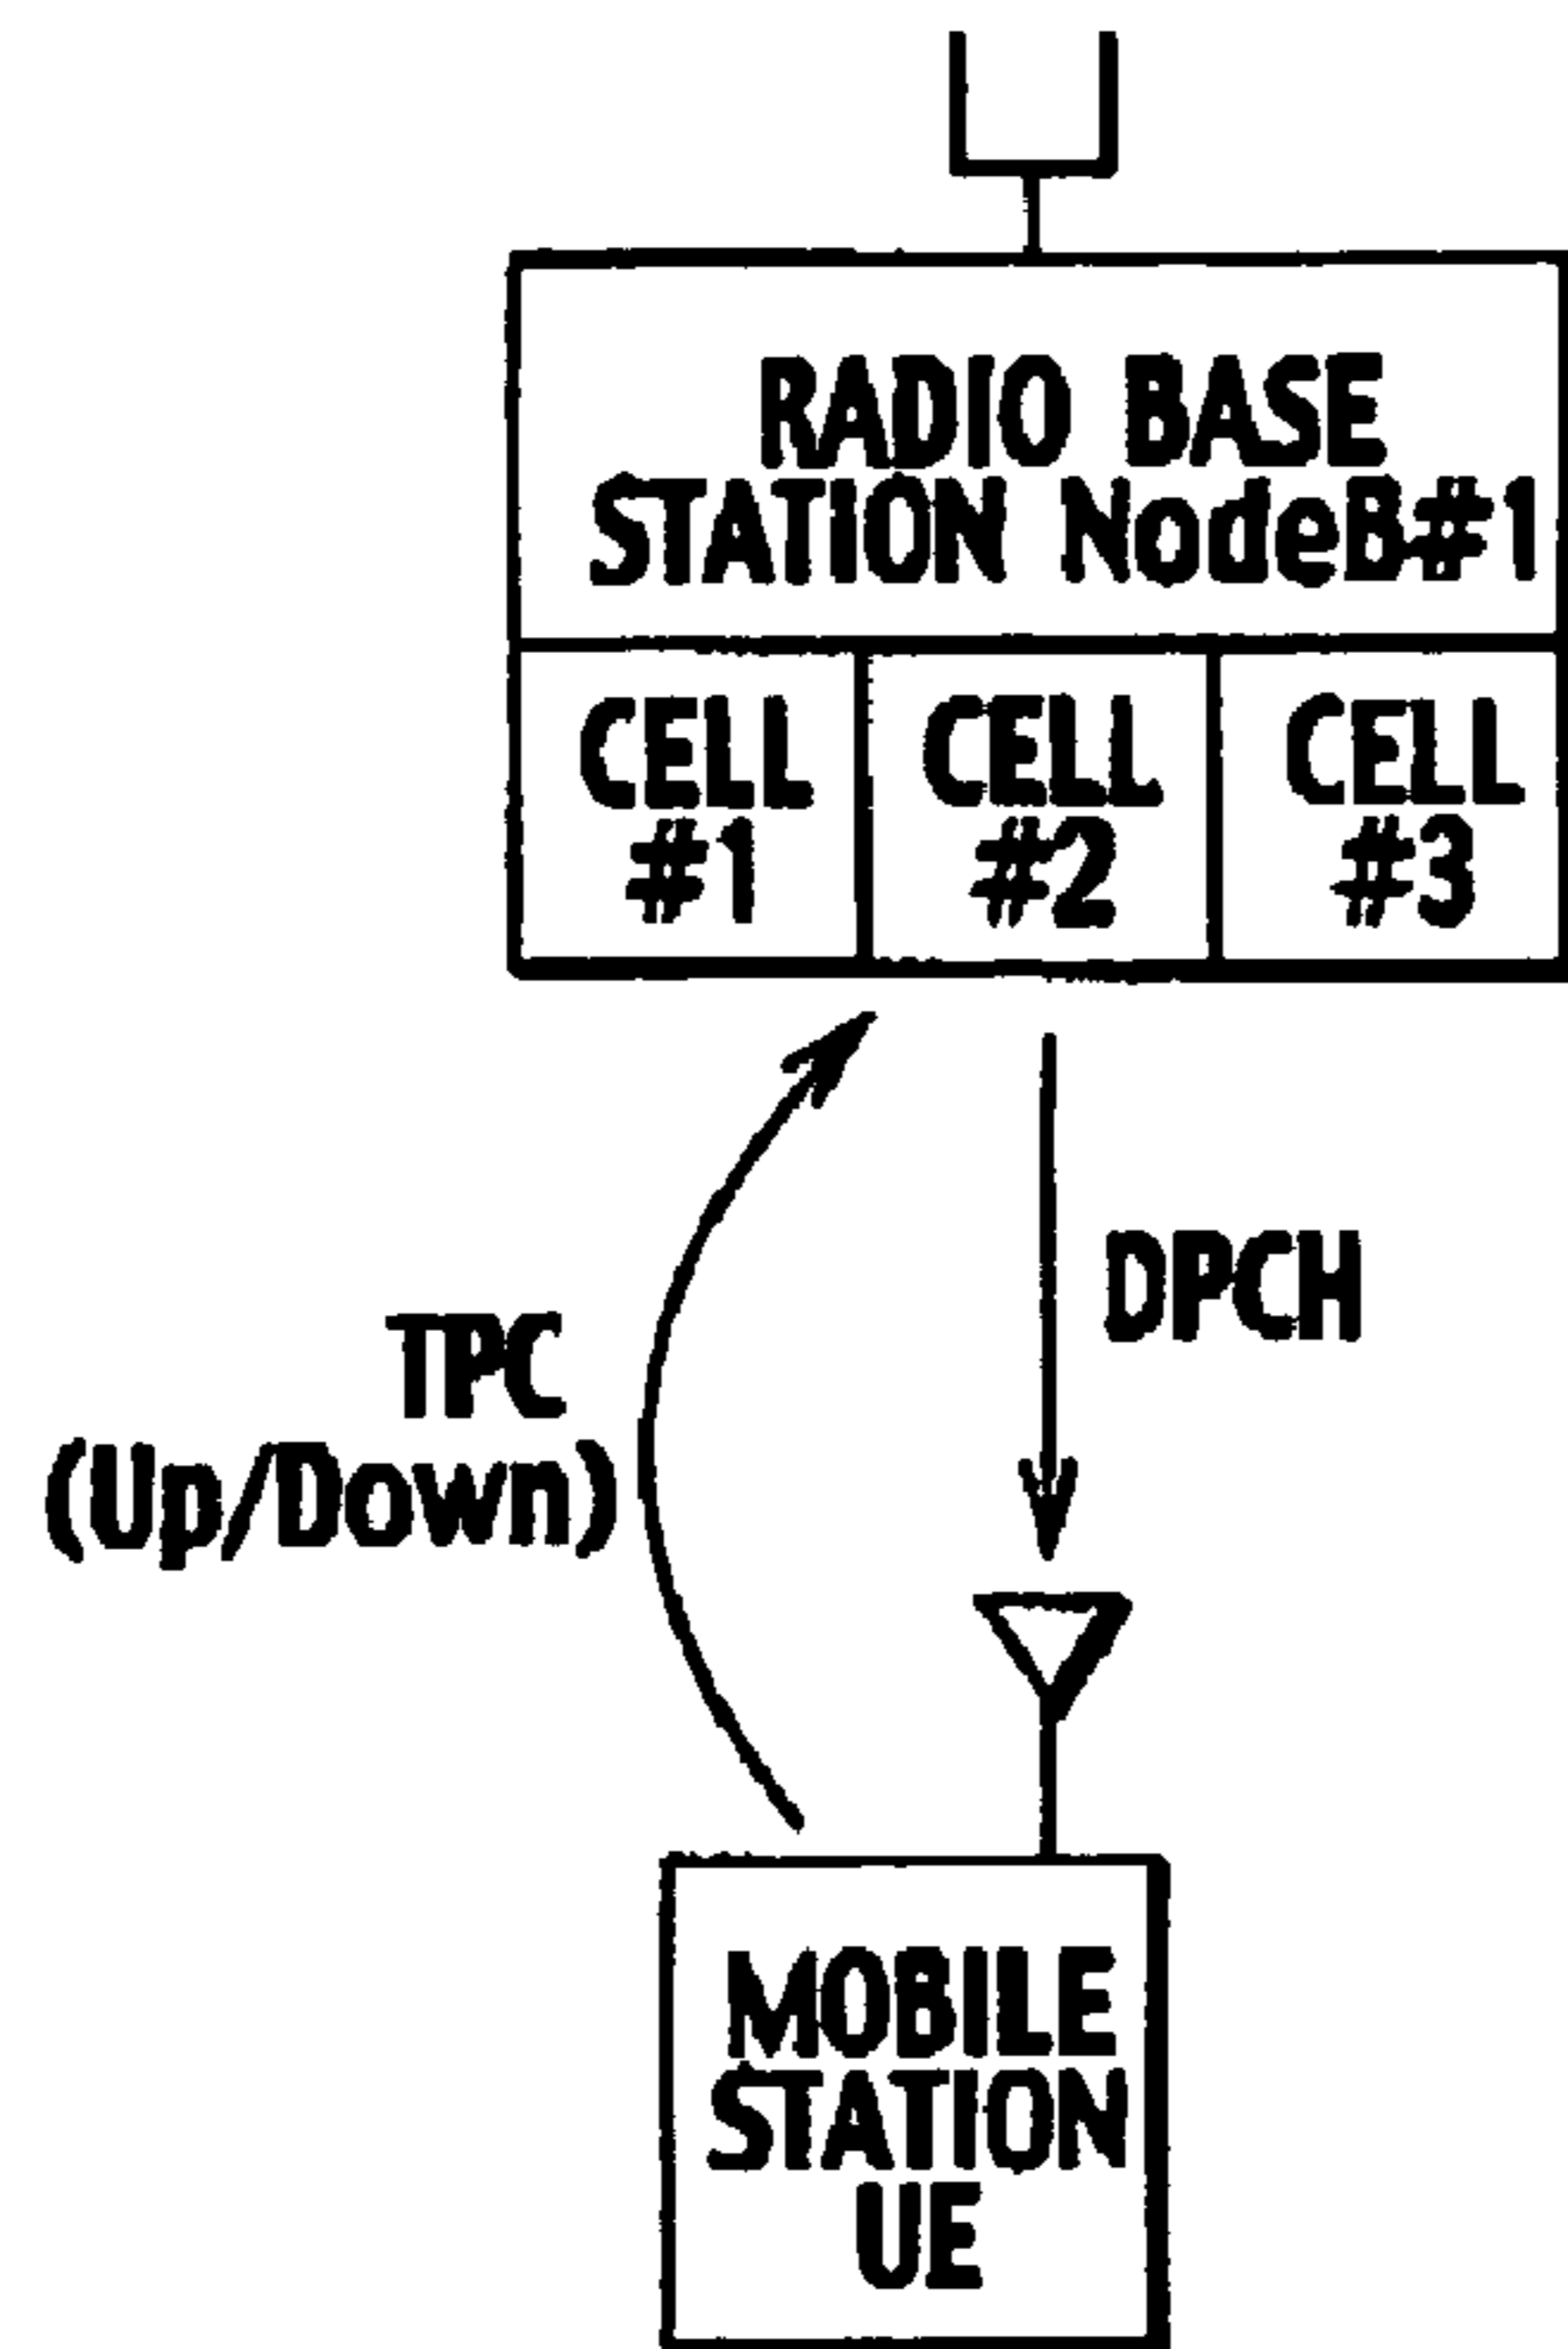 RADIO BASE
STATION NodeB#1
CELL
#1
CELL
#2
CELL
#3
DPCH
TPC
(Up/Down)
MOBILE
STATION
UE